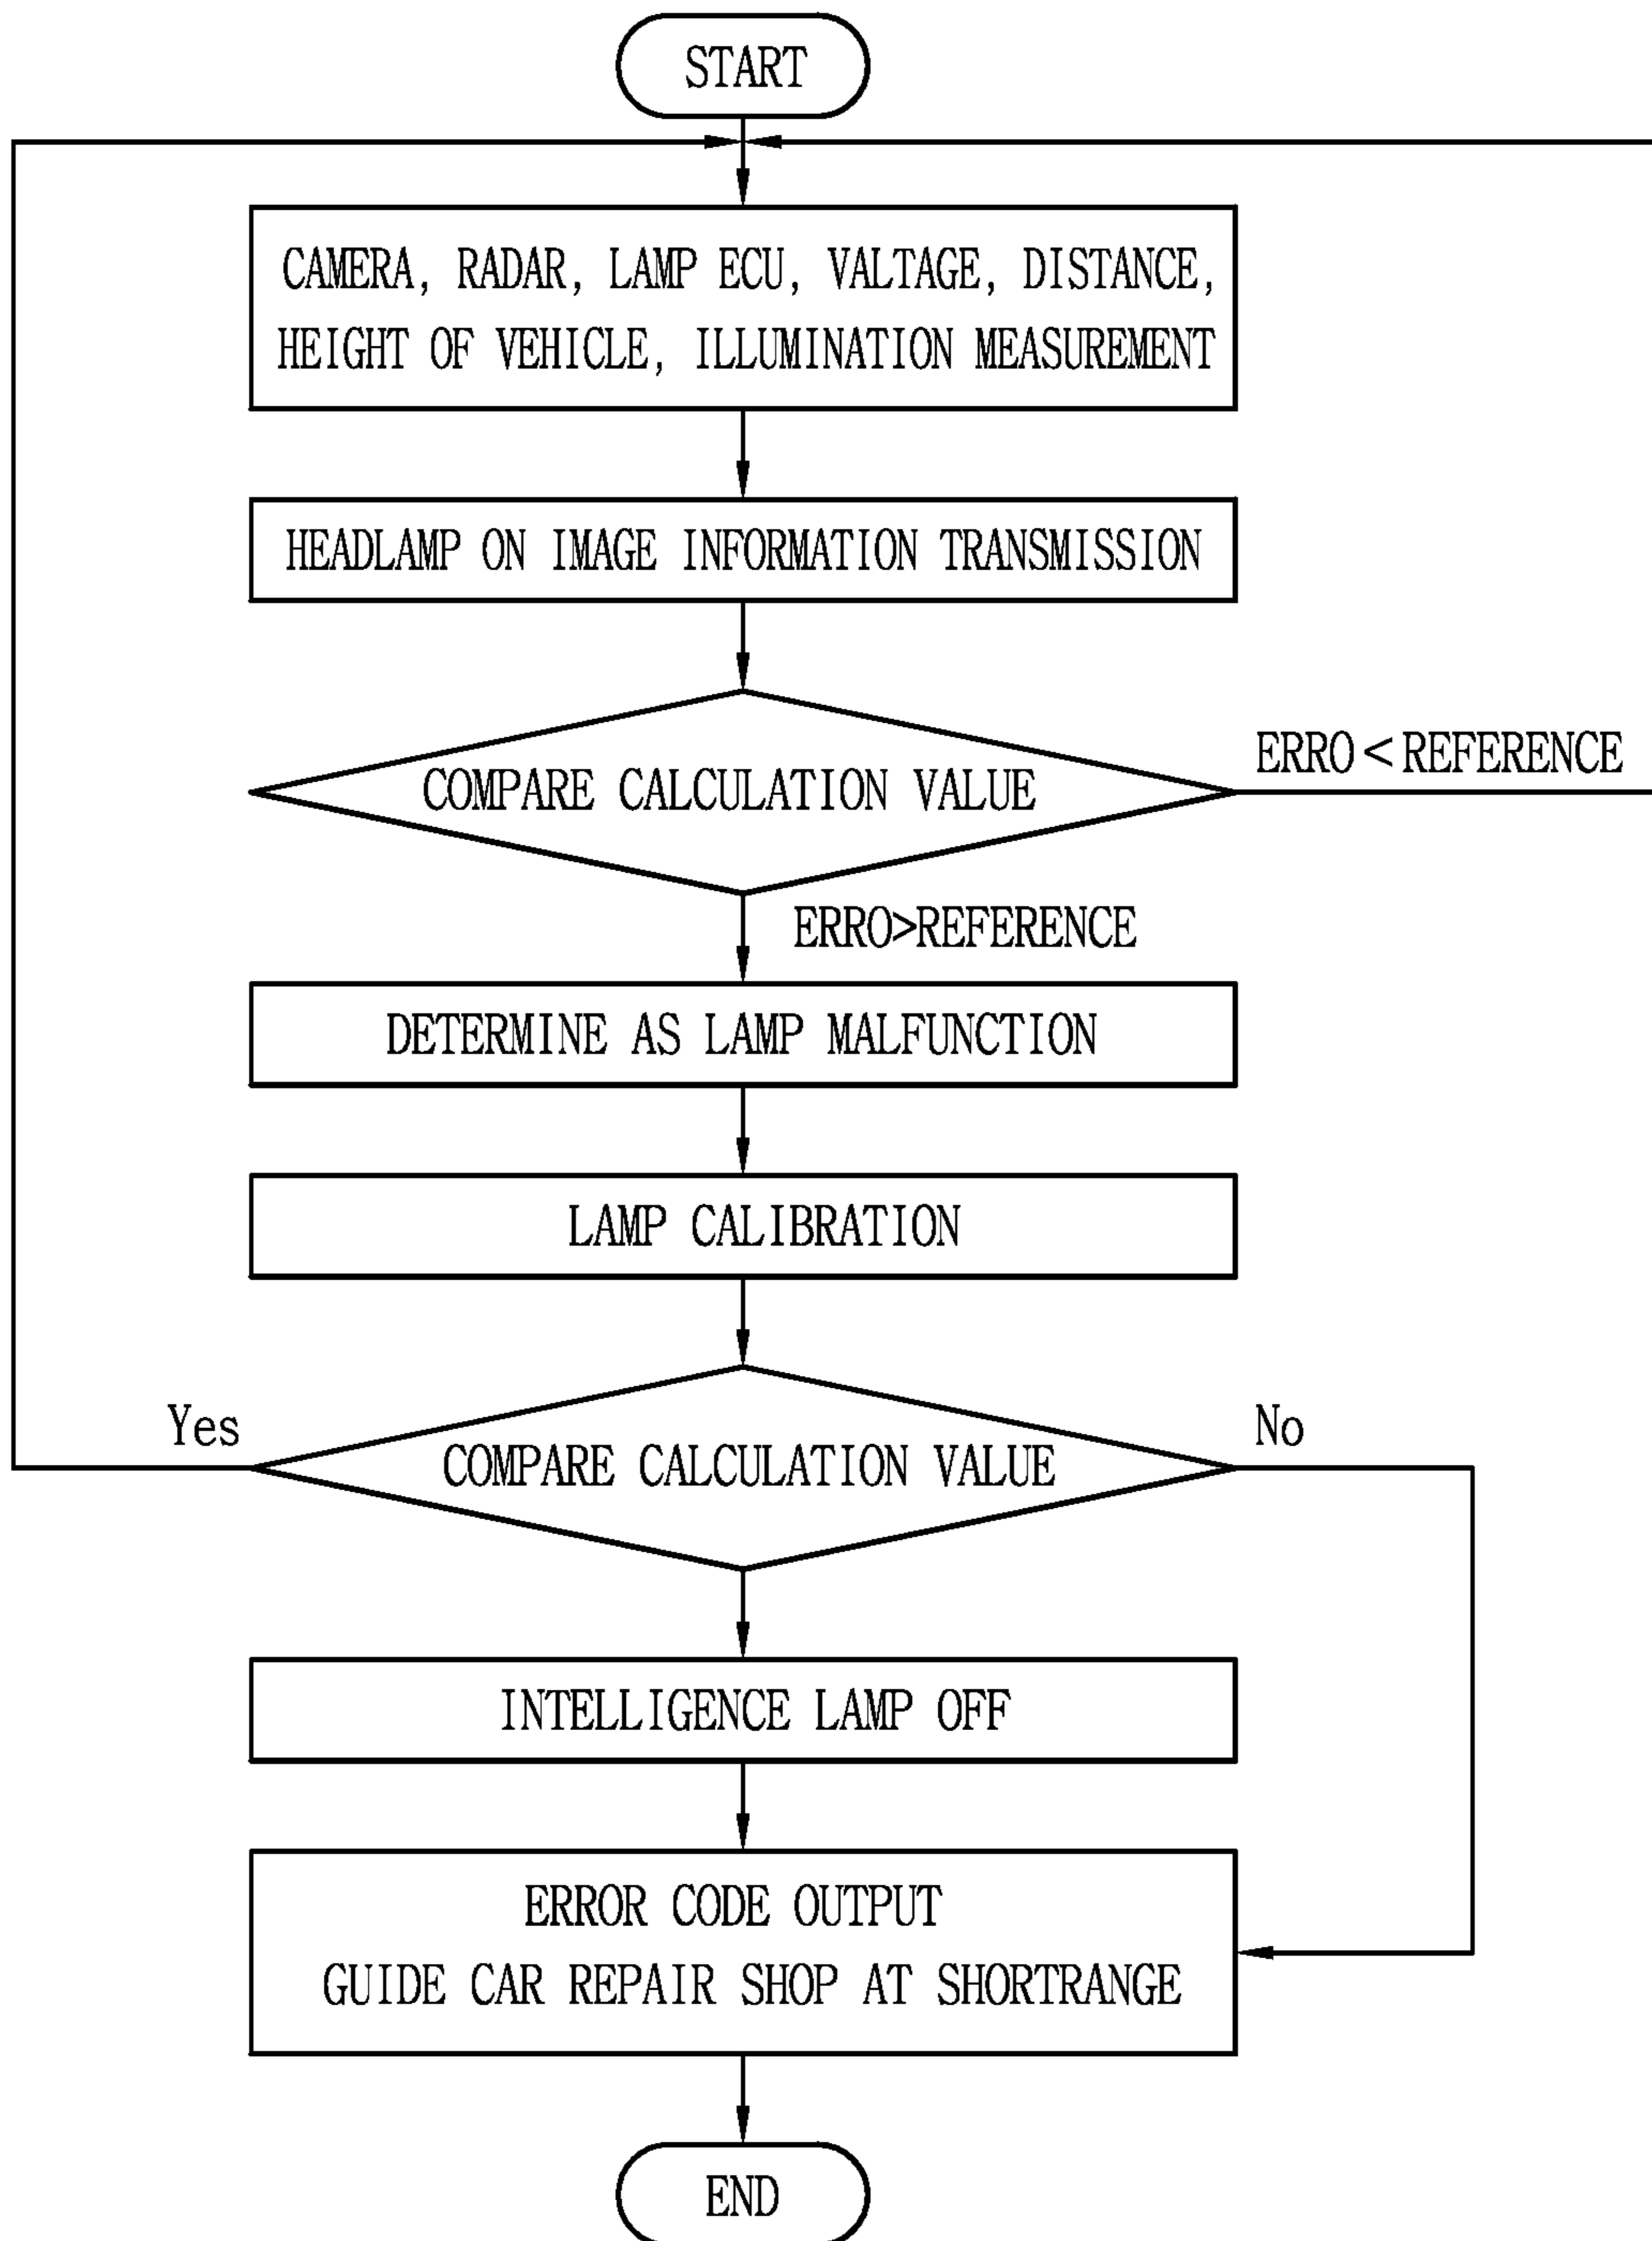 START
CAMERA, RADAR, LAMP ECU, VALTAGE, DISTANCE,
HEIGHT OF VEHICLE, ILLUMINATION MEASUREMENT
HEADLAMP ON IMAGE INFORMATION TRANSMISSION
ERRO < REFERENCE
COMPARE CALCULATION VALUE
ERRO>REFERENCE
DETERMINE AS LAMP MALFUNCTION
LAMP CALIBRATION
Yes
No
COMPARE CALCULATION VALUE
INTELLIGENCE LAMP OFF
ERROR CODE OUTPUT
GUIDE CAR REPAIR SHOP AT SHORTRANGE
END